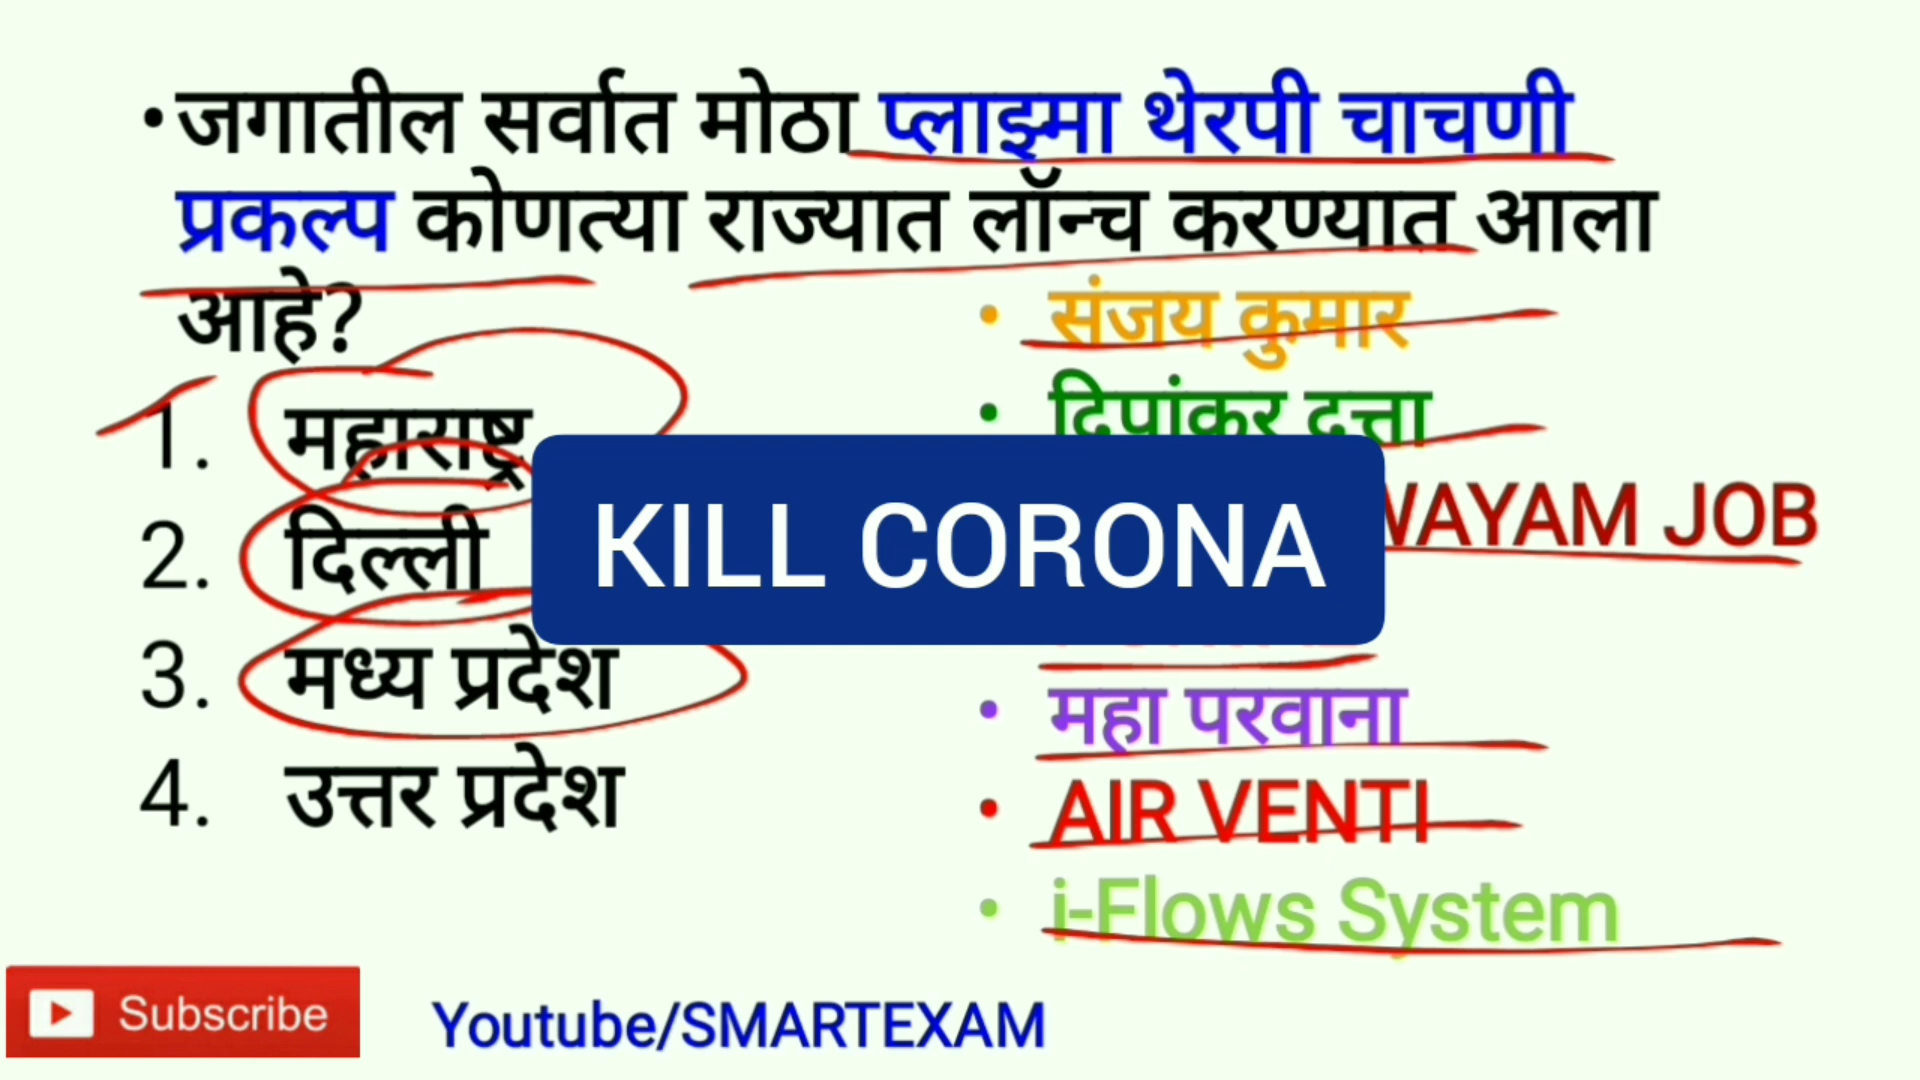 •जगातील सर्वात मोठा प्लाझ्मा थेरपी चाचणी
प्रकल्प कोणत्या राज्यात लॉन्च करण्यात आला
आहे?
1. महाराष्ट्र
2. दिल्ली
3. मध्य प्रदेश
4. उत्तर प्रदेश
• संजय कुमार
• दिपांकर दत्ता
WAYAM JOB
KILL CORONA
• महा परवाना
• AIR VENTI
• i-Flows System
Subscribe
Youtube/SMARTEXAM